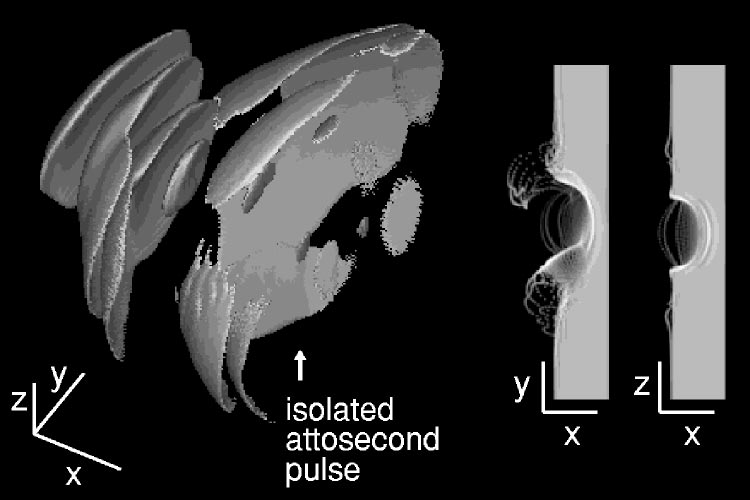 z
y
x
isolated
attosecond
pulse
y
x
z
x